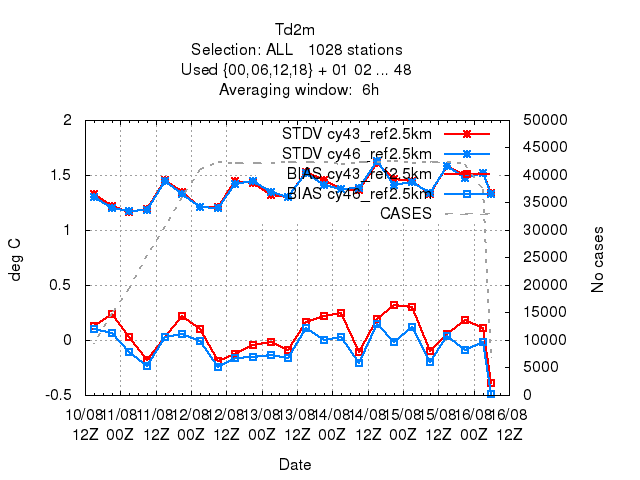 Td2m
Selection: ALL   1028 stations
Used {00,06,12,18} + 01 02 ... 48
Averaging window:  6h
2
1.5
1
0.5
0
-0.5
deg C
50000
45000
40000
35000
30000
25000
20000
15000
10000
5000
0
No cases
STDV cy43_ref2.5km
STDV cy46_ref2.5km
BIAS cy43_ref2.5km
BIAS cy46_ref2.5km
CASES
10/08 11/08 11/08 12/08 12/08 13/08 13/08 14/08 14/08 15/08 15/08 16/08 16/08
12Z 00Z 12Z 00Z 12Z 00Z 12Z 00Z 12Z 00Z 12Z 00Z 12Z
Date